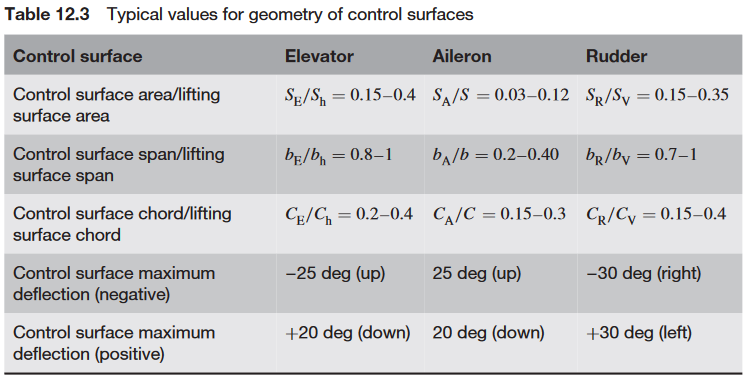 Table 12.3 Typical values for geometry of control surfaces
Control surface Elevator Aileron Rudder
Control surface area/lifting surface area S_E/S_h = 0.15–0.4 S_A/S = 0.03–0.12 S_R/S_V = 0.15–0.35
Control surface span/lifting surface span b_E/b_h = 0.8–1 b_A/b = 0.2–0.40 b_R/b_V = 0.7–1
Control surface chord/lifting surface chord C_E/C_h = 0.2–0.4 C_A/C = 0.15–0.3 C_R/C_V = 0.15–0.4
Control surface maximum deflection (negative) −25 deg (up) 25 deg (up) −30 deg (right)
Control surface maximum deflection (positive) +20 deg (down) 20 deg (down) +30 deg (left)